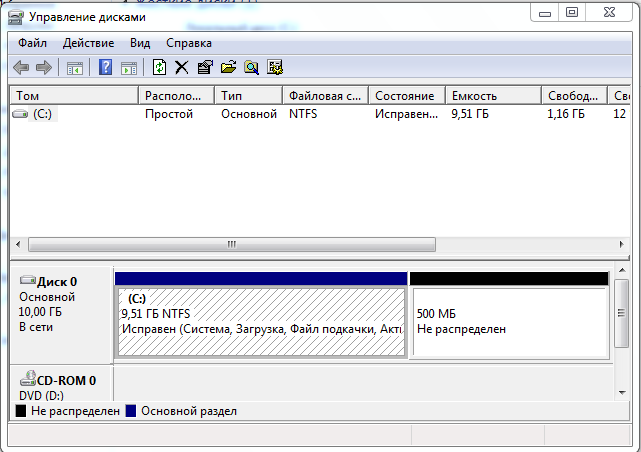 Управление дисками
Файл Действие Вид Справка
Том Располо... Тип Файловая с... Состояние Емкость Свобод... Сво
(C:) Простой Основной NTFS Исправен... 9,51 ГБ 1,16 ГБ 12
Диск 0
Основной
10,00 ГБ
В сети
(C:)
9,51 ГБ NTFS
Исправен (Система, Загрузка, Файл подкачки, Акти
500 МБ
Не распределен
CD-ROM 0
DVD (D:)
Не распределен Основной раздел